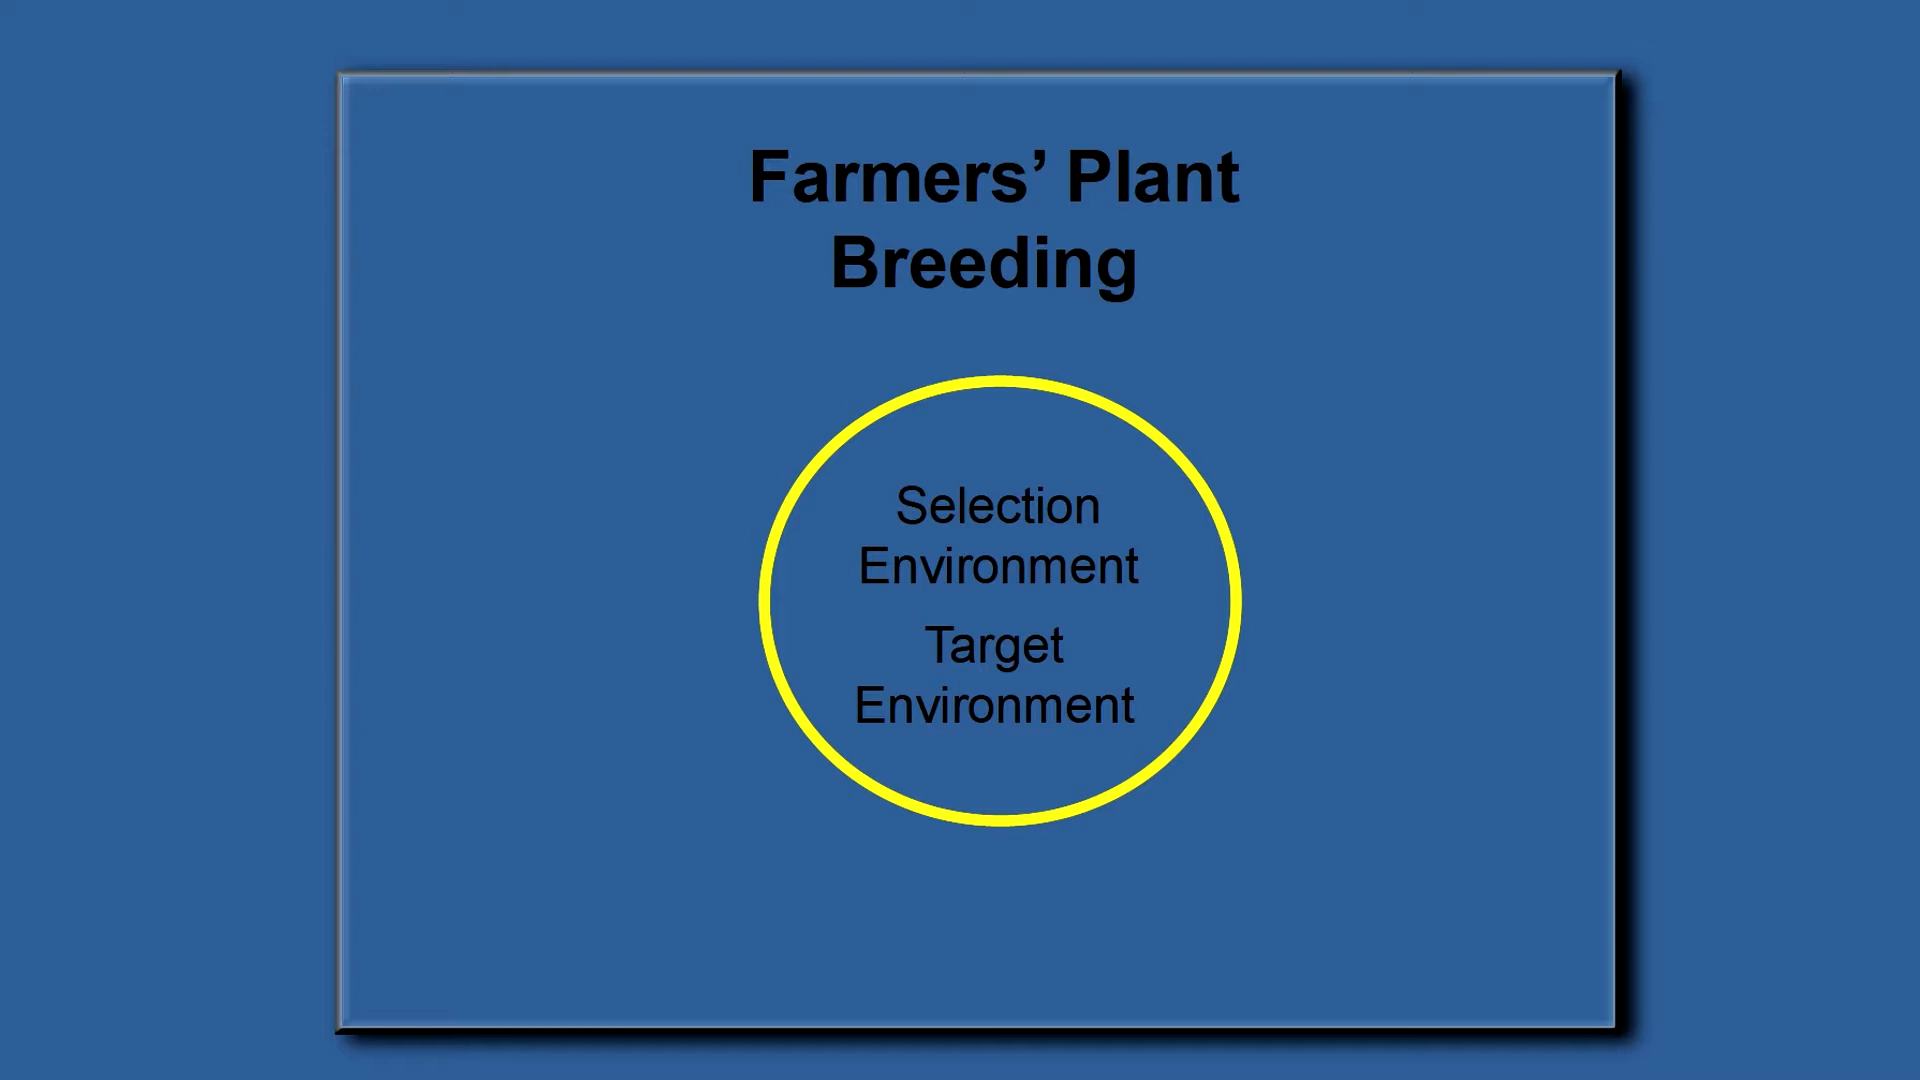 Farmers’ Plant
Breeding
Selection
Environment
Target
Environment